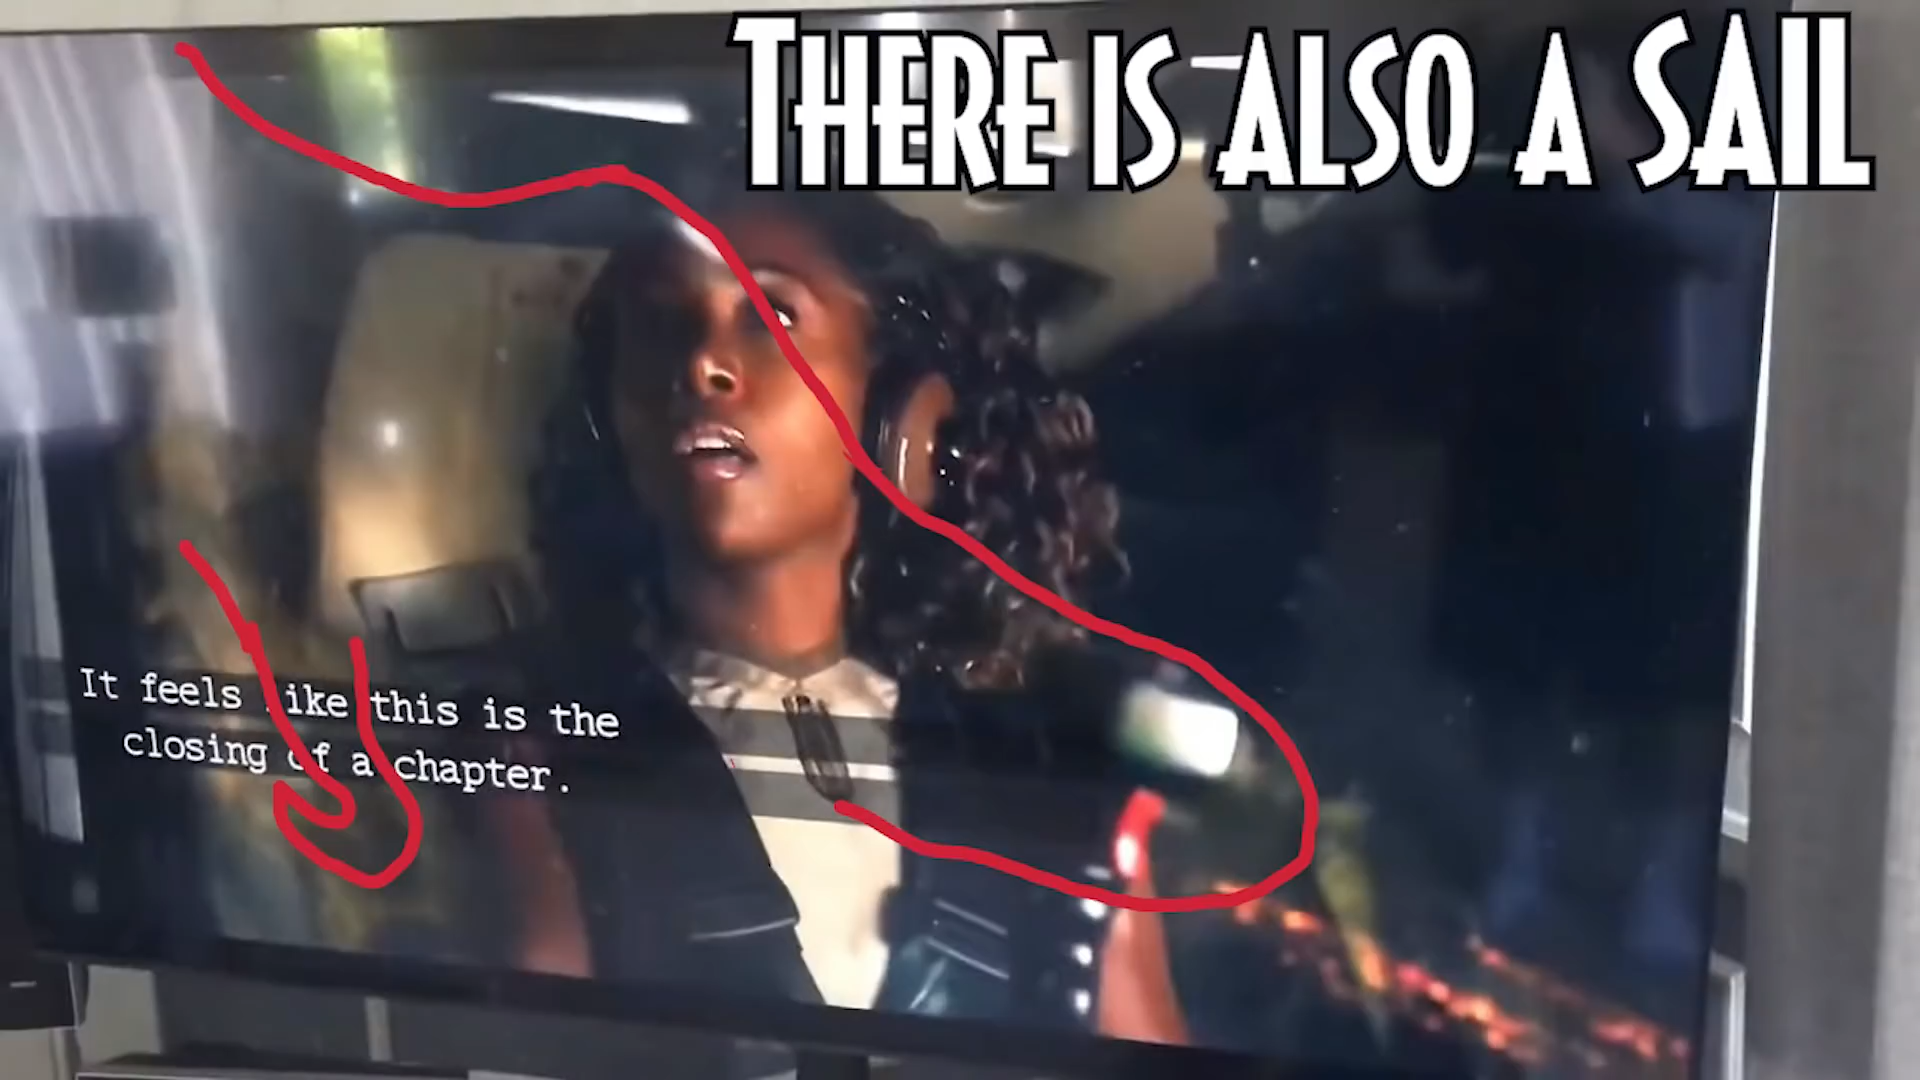 THERE IS ALSO A SAIL
It feels like this is the
closing of a chapter.